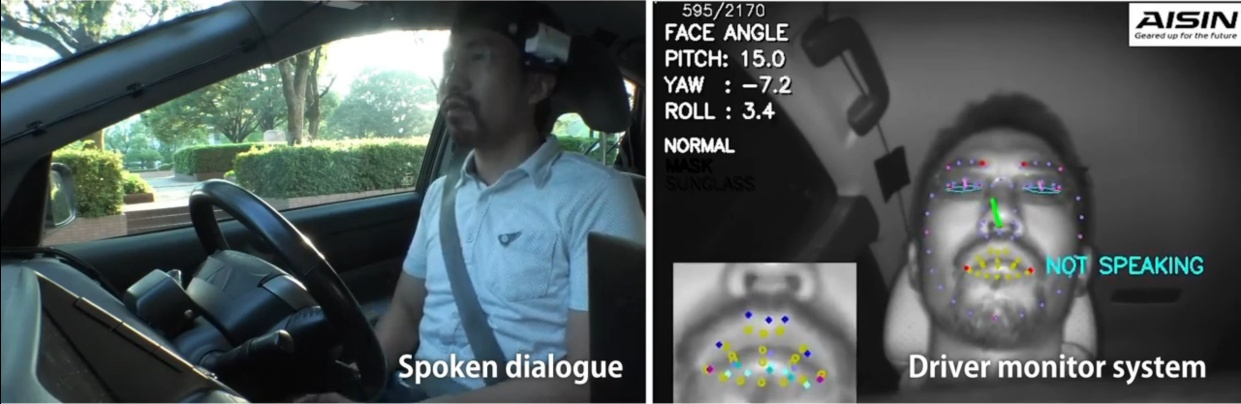 Spoken dialogue
595/2170
FACE ANGLE
PITCH: 15.0
YAW : -7.2
ROLL : 3.4
NORMAL
MASK
SUNGLASS
AISIN
Geared up for the future
NOT SPEAKING
Driver monitor system